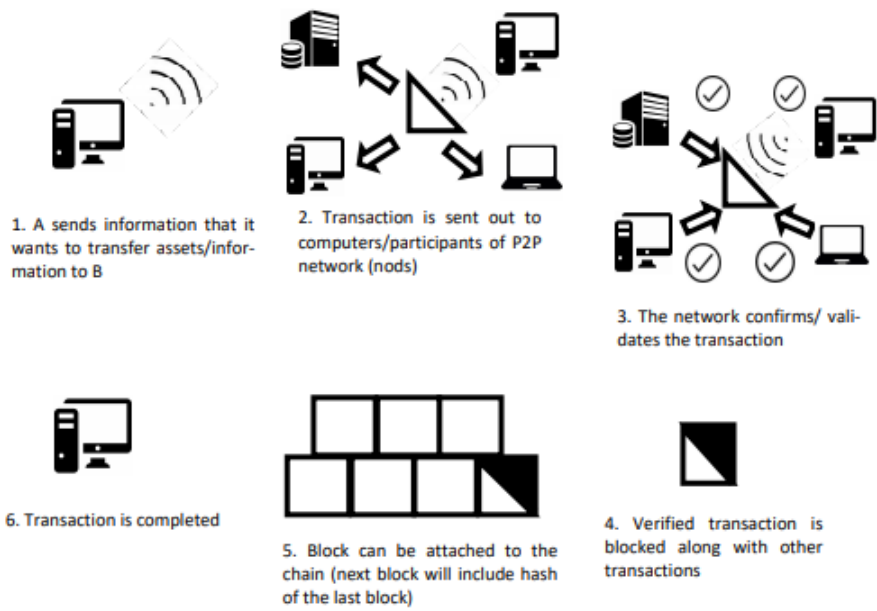 1. A sends information that it
wants to transfer assets/infor-
mation to B
2. Transaction is sent out to
computers/participants of P2P
network (nods)
3. The network confirms/ vali-
dates the transaction
6. Transaction is completed
5. Block can be attached to the
chain (next block will include hash
of the last block)
4. Verified transaction is
blocked along with other
transactions